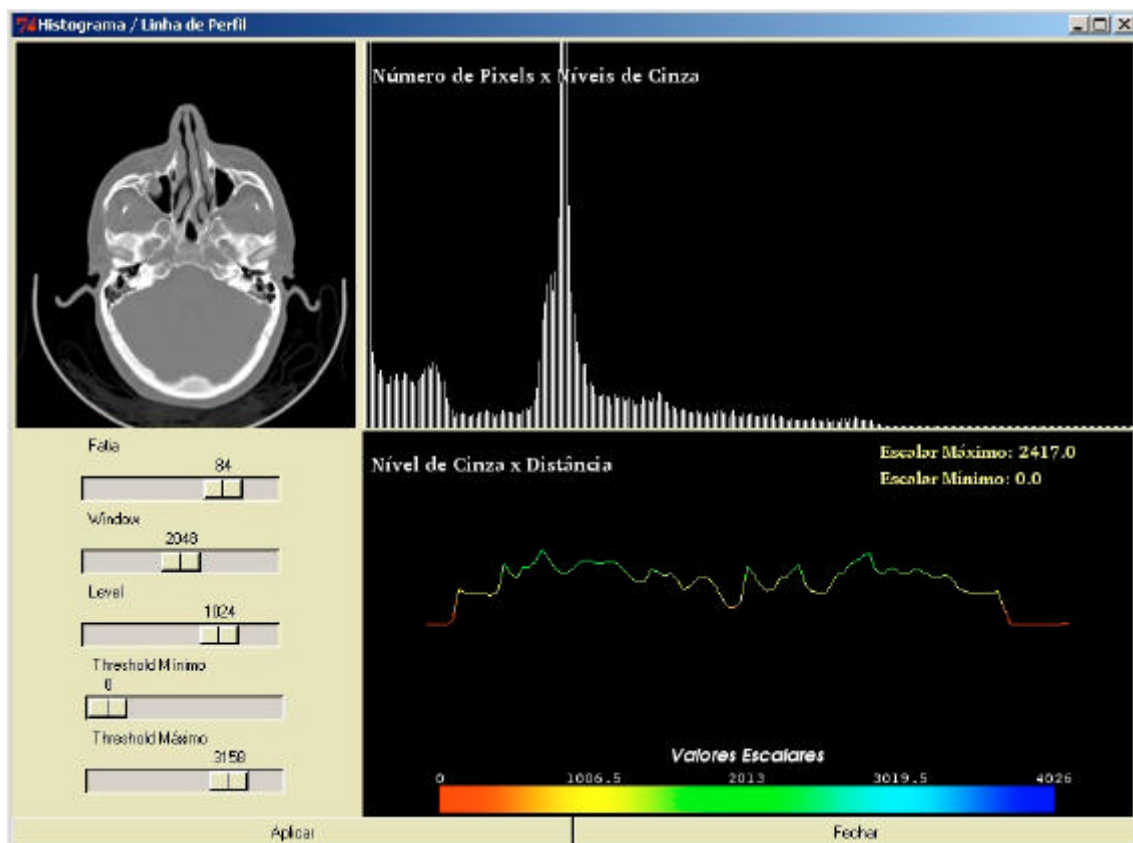 Histograma / Linha de Perfil
Número de Pixels x Níveis de Cinza
Fatia
84
Window
2048
Level
1024
Threshold Mínimo
0
Threshold Máximo
3158
Nível de Cinza x Distância
Escalar Máximo: 2417.0
Escalar Mínimo: 0.0
Valores Escalares
0 1006.5 2013 3019.5 4026
Aplicar
Fechar